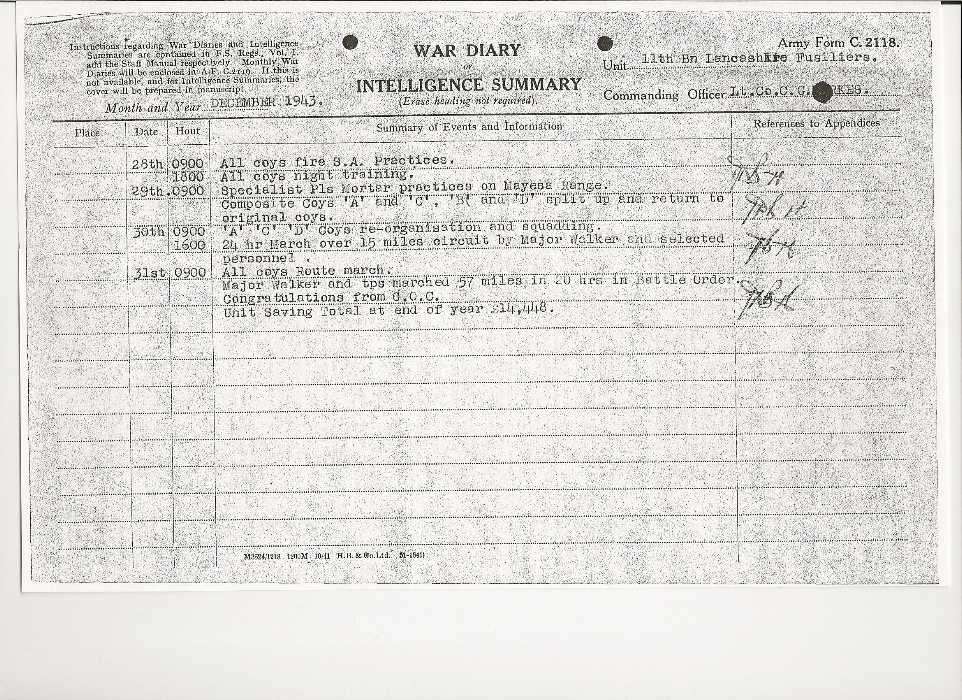 Instructions regarding War Diaries and Intelligence
Summaries are contained in F.S. Regs., Vol. I.
and the Staff Manual respectively. Monthly War
Diaries will be enclosed in A.F. C.2119. If this is
not available, and for Intelligence Summaries, the
cover will be prepared in manuscript.
Month and Year DECEMBER 1943.
WAR DIARY
or
INTELLIGENCE SUMMARY
(Erase heading not required).
Army Form C. 2118.
Unit 11th Bn Lancashire Fusiliers.
Commanding Officer Lt.Co.C.G. KES.
Place Date Hour Summary of Events and Information References to Appendices
28th 0900 All coys fire S.A. Practices.
1800 All coys night training.
29th 0900 Specialist Pls Mortar practices on Mayesa Range.
Composite Coys 'A' and 'C', 'B' and 'D' split up and return to
original coys.
30th 0900 'A' 'C' 'D' Coys re-organisation and squadding.
1600 24 hr March over 15 miles circuit by Major Walker and selected
personnel .
31st 0900 All coys Route march.
Major Walker and tps marched 57 miles in 20 hrs in Battle Order.
Congratulations from G.O.C.
Unit Saving Total at end of year £14,448.